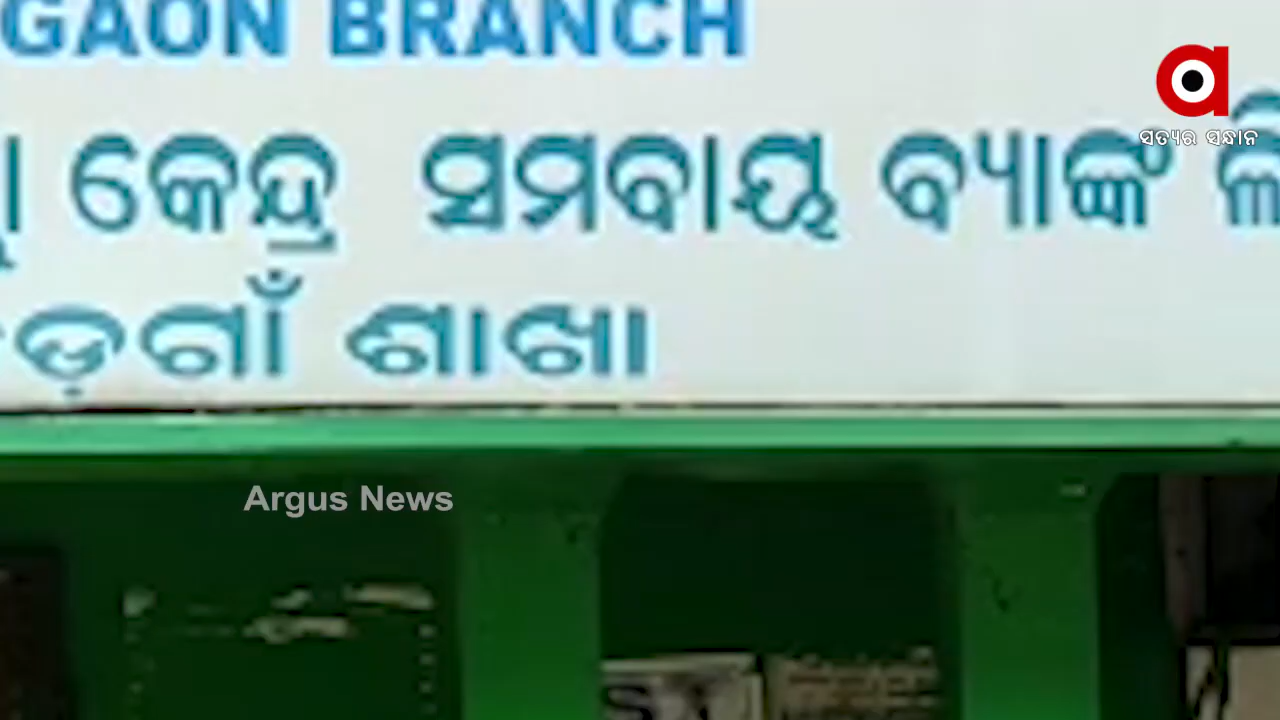 GAON BRANCH
କେନ୍ଦ୍ର ସମବାୟ ବ୍ୟାଙ୍କ ଲି
ଡ଼ଗାଁ ଶାଖା
ସତ୍ୟର ସନ୍ଧାନ
Argus News